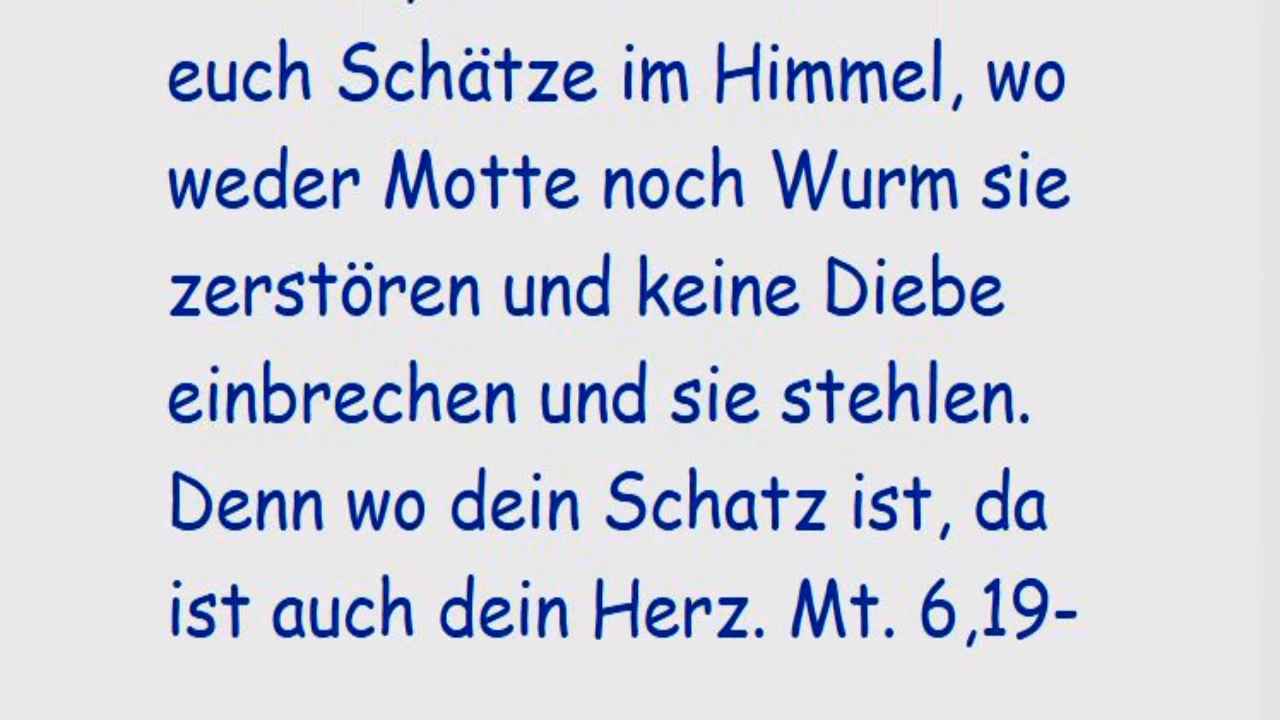 euch Schätze im Himmel, wo
weder Motte noch Wurm sie
zerstören und keine Diebe
einbrechen und sie stehlen.
Denn wo dein Schatz ist, da
ist auch dein Herz. Mt. 6,19-